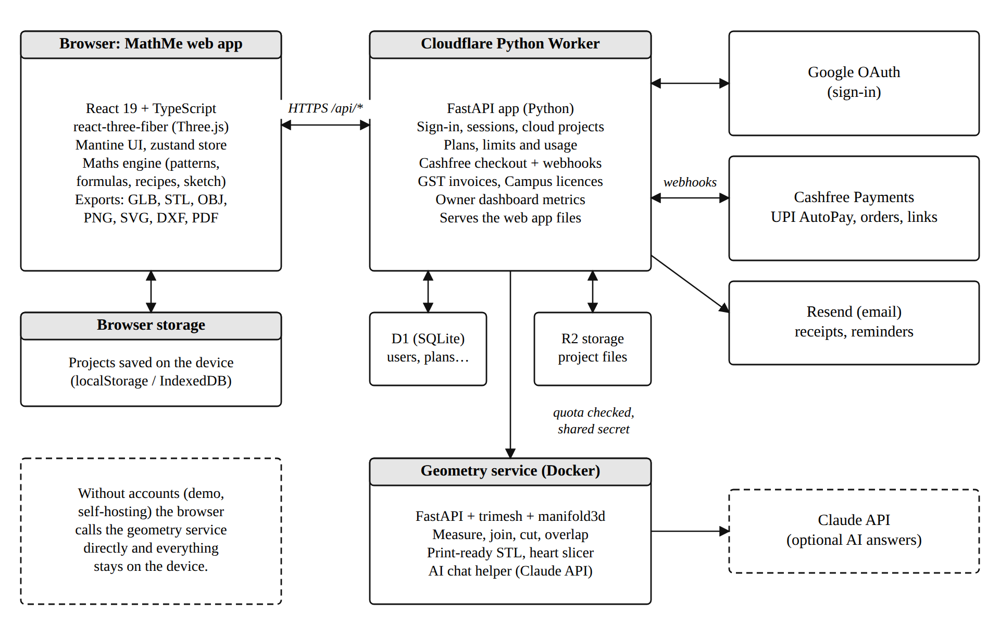 Browser: MathMe web app
React 19 + TypeScript
react-three-fiber (Three.js)
Mantine UI, zustand store
Maths engine (patterns,
formulas, recipes, sketch)
Exports: GLB, STL, OBJ,
PNG, SVG, DXF, PDF
HTTPS /api/*
Cloudflare Python Worker
FastAPI app (Python)
Sign-in, sessions, cloud projects
Plans, limits and usage
Cashfree checkout + webhooks
GST invoices, Campus licences
Owner dashboard metrics
Serves the web app files
Google OAuth
(sign-in)
webhooks
Cashfree Payments
UPI AutoPay, orders, links
Resend (email)
receipts, reminders
Browser storage
Projects saved on the device
(localStorage / IndexedDB)
D1 (SQLite)
users, plans…
R2 storage
project files
quota checked,
shared secret
Without accounts (demo,
self-hosting) the browser
calls the geometry service
directly and everything
stays on the device.
Geometry service (Docker)
FastAPI + trimesh + manifold3d
Measure, join, cut, overlap
Print-ready STL, heart slicer
AI chat helper (Claude API)
Claude API
(optional AI answers)